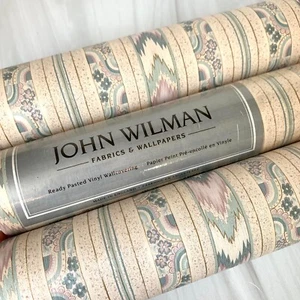 JOHN WILMAN
FABRICS & WALLPAPERS
Ready Pasted Vinyl Wallcovering
Papier Peint Pré-encollé en Vinyle